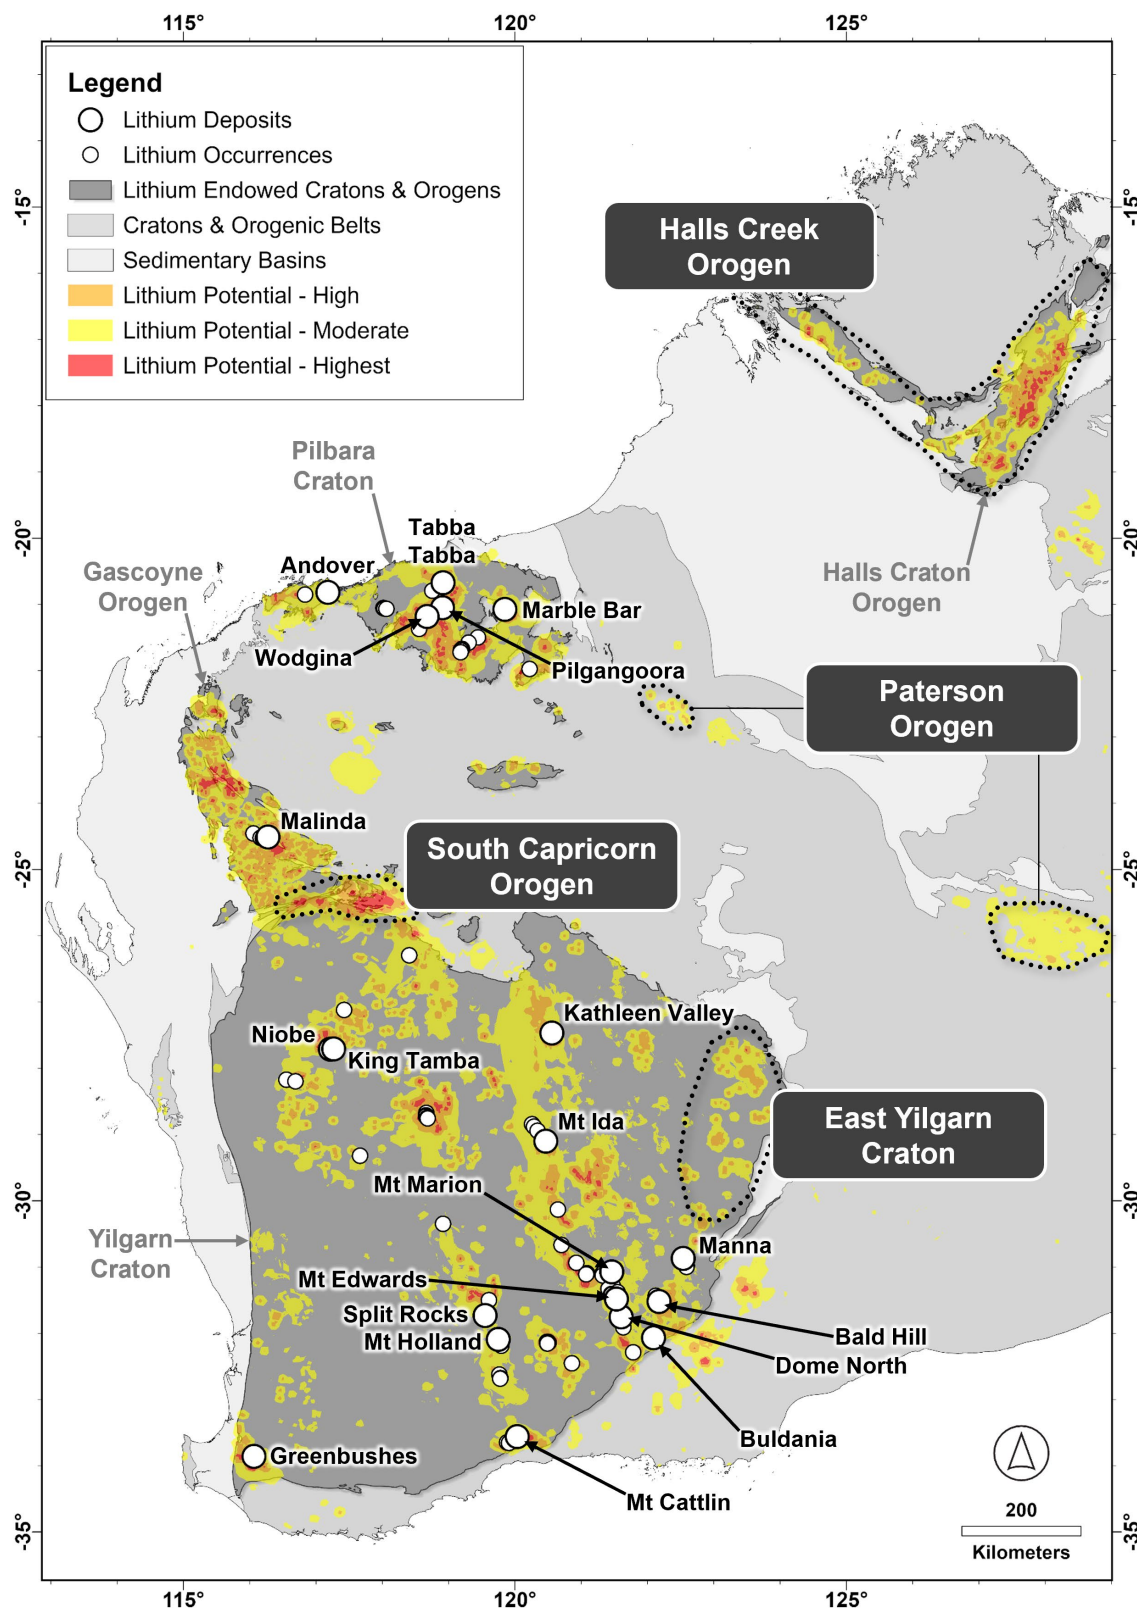 115°
120°
125°
Legend
Lithium Deposits
Lithium Occurrences
Lithium Endowed Cratons & Orogens
Cratons & Orogenic Belts
Sedimentary Basins
Lithium Potential - High
Lithium Potential - Moderate
Lithium Potential - Highest
-15°
-15°
Halls Creek
Orogen
Pilbara
Craton
Tabba
Tabba
-20°
-20°
Andover
Gascoyne
Orogen
Halls Craton
Orogen
Marble Bar
Wodgina
Pilgangoora
Paterson
Orogen
Malinda
South Capricorn
Orogen
-25°
-25°
Kathleen Valley
Niobe
King Tamba
Mt Ida
East Yilgarn
Craton
Mt Marion
-30°
-30°
Yilgarn
Craton
Manna
Mt Edwards
Split Rocks
Mt Holland
Bald Hill
Dome North
Buldania
Greenbushes
Mt Cattlin
200
Kilometers
-35°
-35°
115°
120°
125°